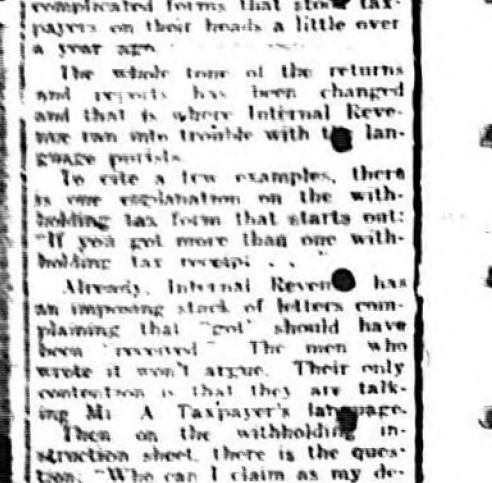 complicated forms that stood tax-
payers on their heads a little over
a year ago.
The whole tone of the returns
and reports has been changed
and that is where Internal Reve-
nue ran into trouble with the lan-
guage purists.
To cite a few examples, there
is one explanation on the with-
holding tax form that starts out:
"If you got more than one with-
holding tax receipt . . "
Already, Internal Revenue has
an imposing stack of letters com-
plaining that "got" should have
been "received" The men who
wrote it won't argue. Their only
contention is that they are talk-
ing Mr A Taxpayer's language.
Then on the withholding in-
struction sheet, there is the ques-
tion: "Who can I claim as my de-